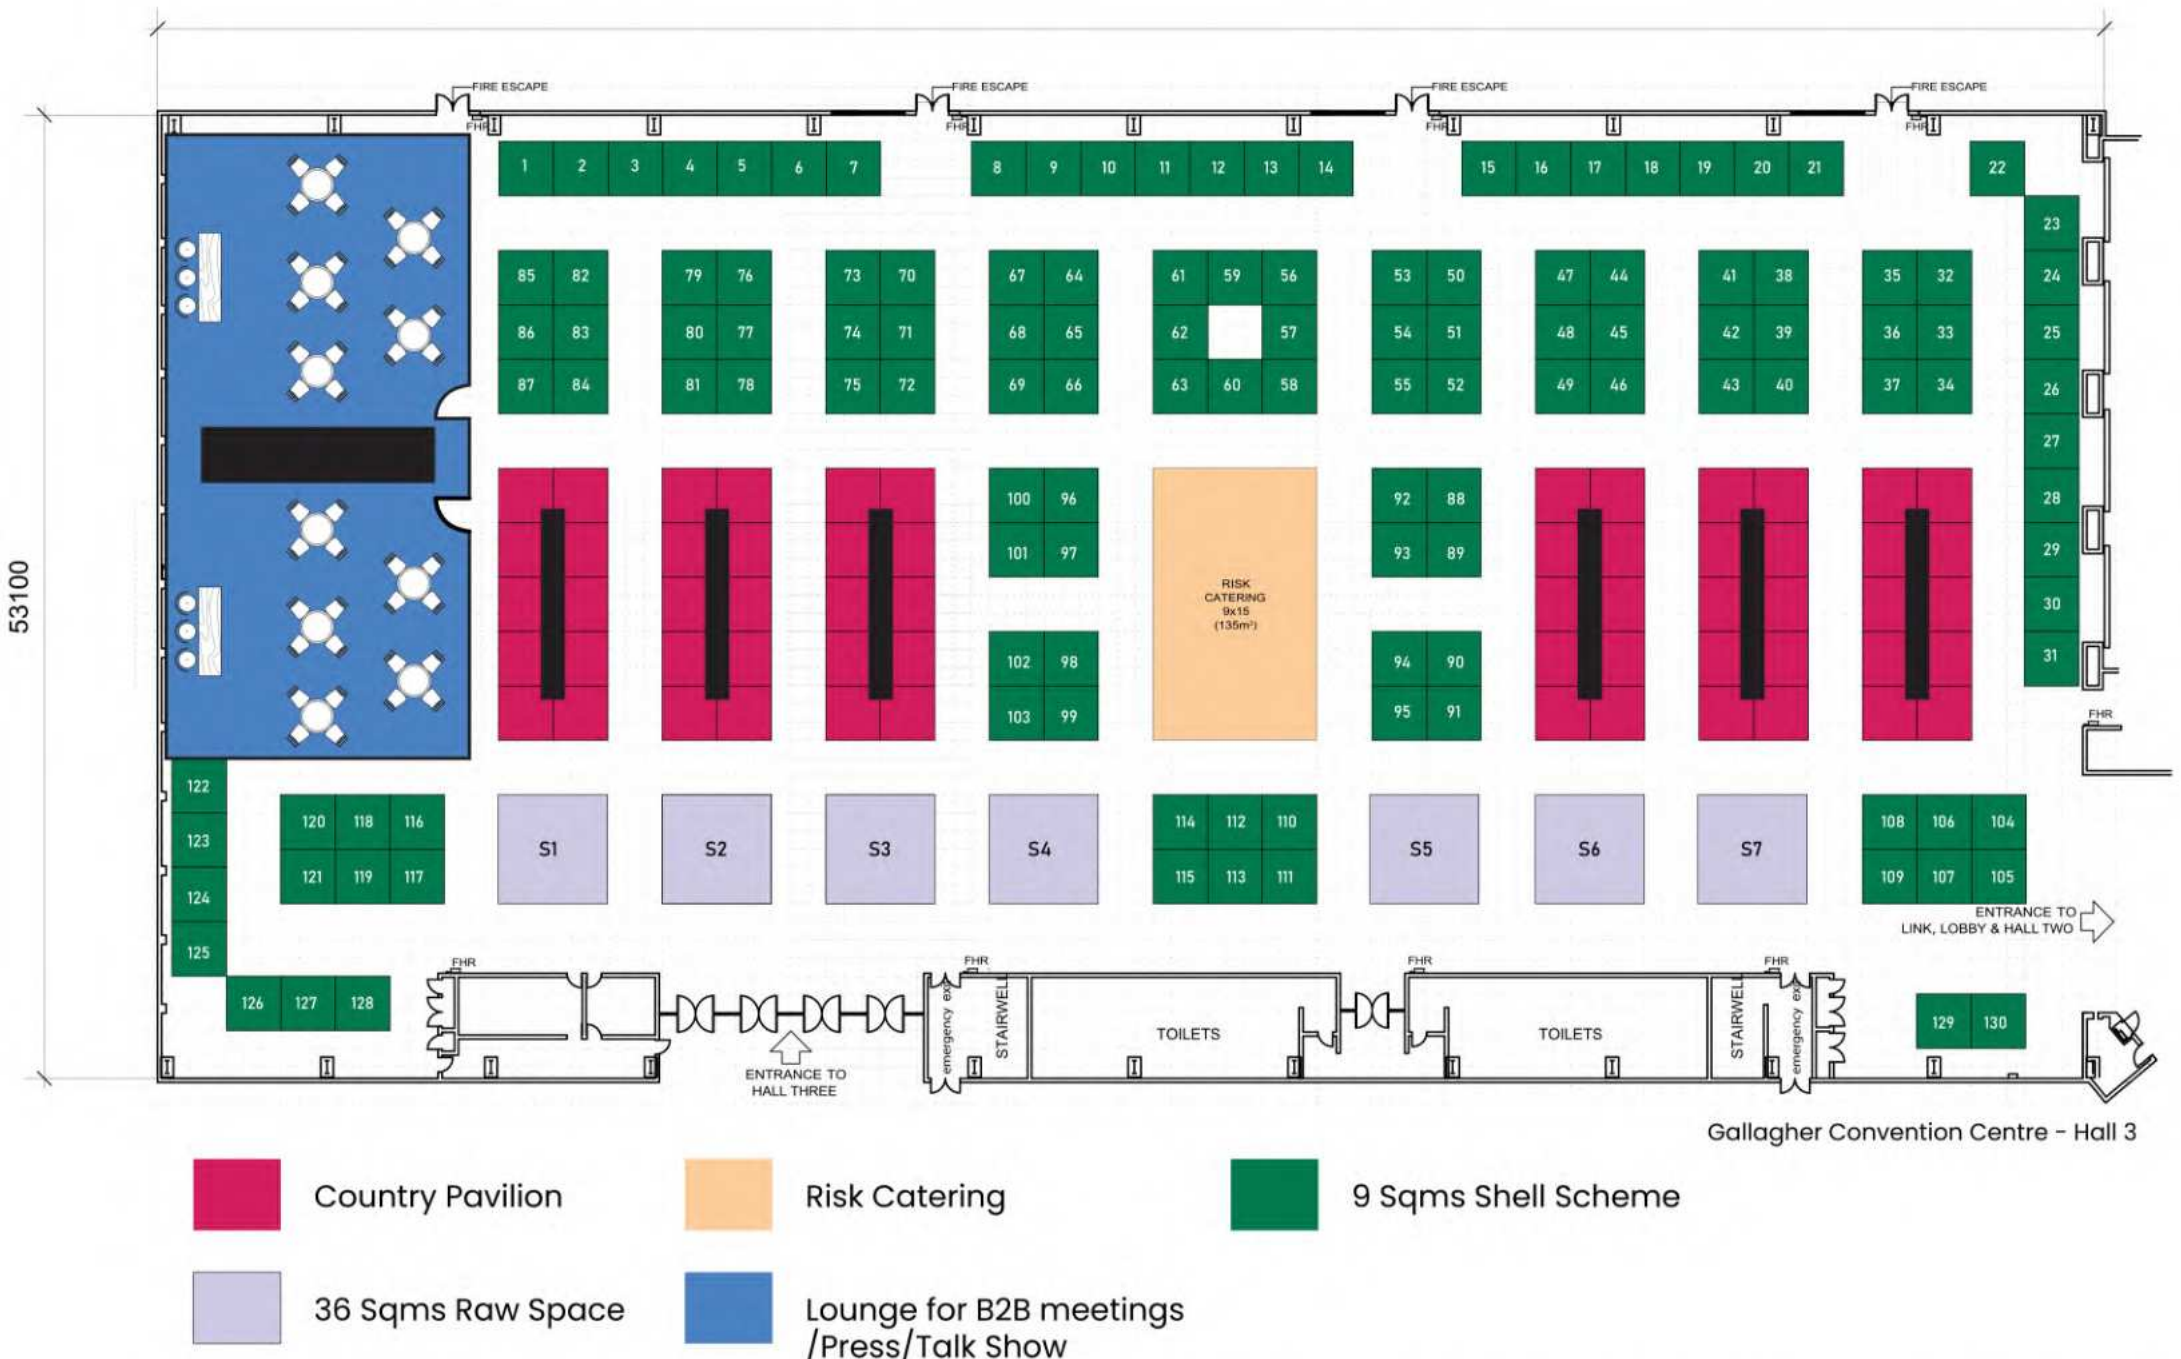 FIRE ESCAPE FIRE ESCAPE FIRE ESCAPE FIRE ESCAPE
FHR FHR FHR FHR
1 2 3 4 5 6 7 8 9 10 11 12 13 14 15 16 17 18 19 20 21 22
23
85 82 79 76 73 70 67 64 61 59 56 53 50 47 44 41 38 35 32 24
86 83 80 77 74 71 68 65 62 57 54 51 48 45 42 39 36 33 25
87 84 81 78 75 72 69 66 63 60 58 55 52 49 46 43 40 37 34 26
27
100 96 92 88 28
101 97 93 89 29
53100
RISK
CATERING
9x15
(135m²)
30
102 98 94 90 31
103 99 95 91
FHR
122
120 118 116 114 112 110 108 106 104
123
S1 S2 S3 S4 S5 S6 S7
121 119 117 115 113 111 109 107 105
124
ENTRANCE TO
LINK, LOBBY & HALL TWO
125
FHR FHR FHR FHR
126 127 128
emergency exit
STAIRWELL
TOILETS
TOILETS
STAIRWELL
emergency exit
129 130
ENTRANCE TO
HALL THREE
Gallagher Convention Centre - Hall 3
Country Pavilion
Risk Catering
9 Sqms Shell Scheme
36 Sqms Raw Space
Lounge for B2B meetings
/Press/Talk Show